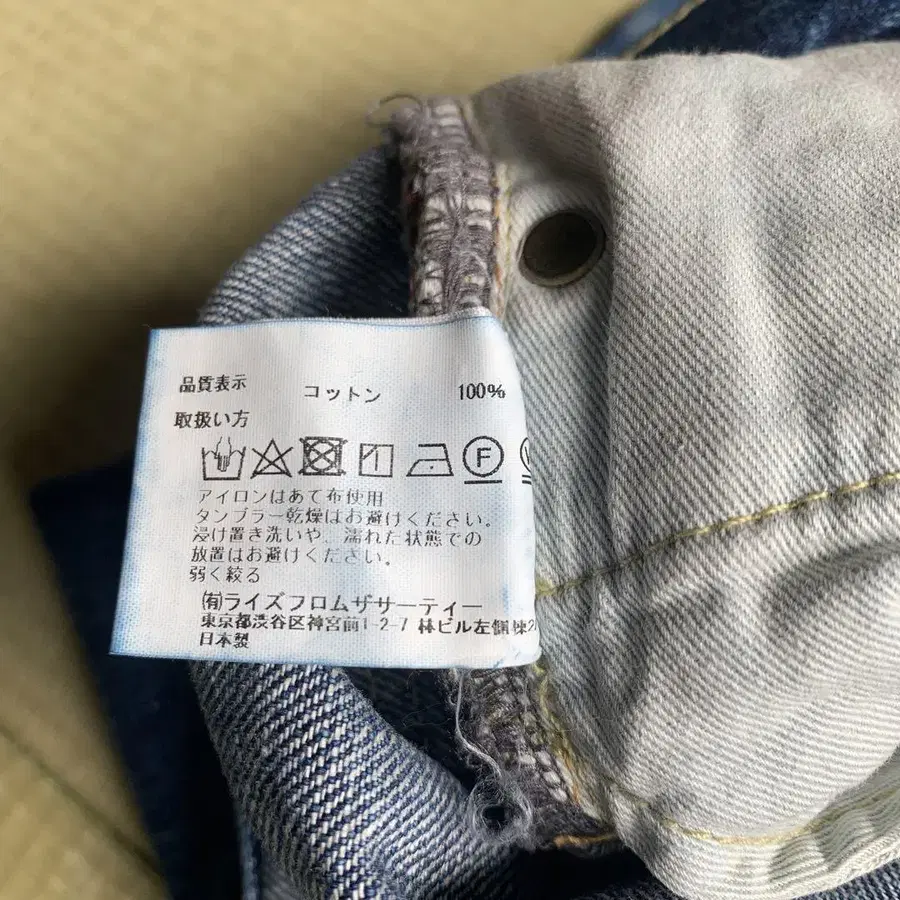 品質表示 コットン 100%
取扱い方
F
アイロンはあて布使用
タンブラー乾燥はお避けください。
浸け置き洗いや、濡れた状態での
放置はお避けください。
弱く絞る
(有)ライズフロムザサーティー
東京都渋谷区神宮前1-2-7 林ビル左側棟
日本製